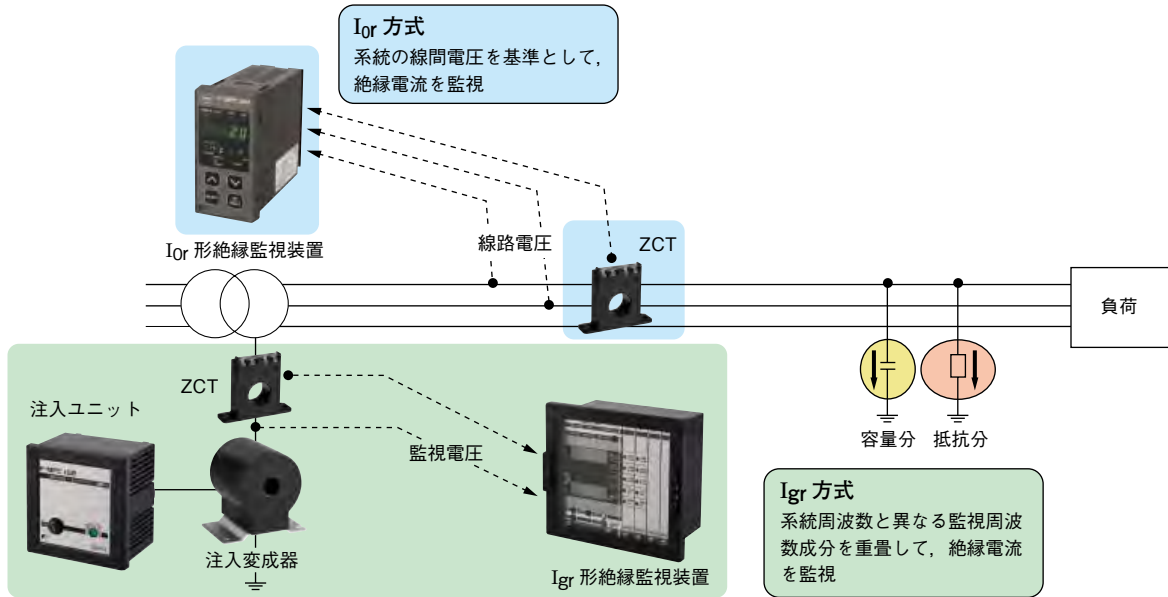 I0r 方式
系統の線間電圧を基準として,
絶縁電流を監視
I0r 形絶縁監視装置
線路電圧
ZCT
負荷
容量分
抵抗分
ZCT
注入ユニット
監視電圧
注入変成器
Igr 形絶縁監視装置
Igr 方式
系統周波数と異なる監視周波
数成分を重畳して,絶縁電流
を監視